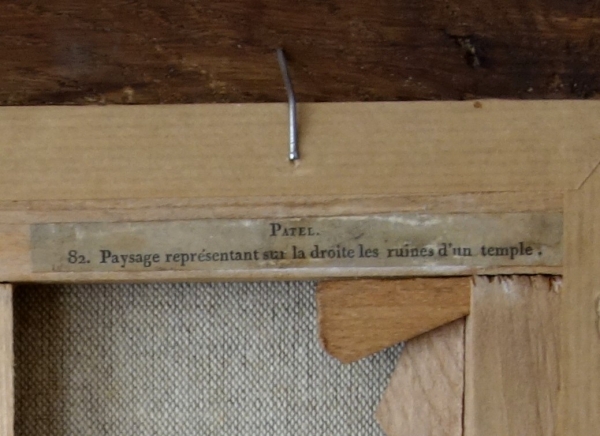 PATEL.
82. Paysage représentant sur la droite les ruines d'un temple.